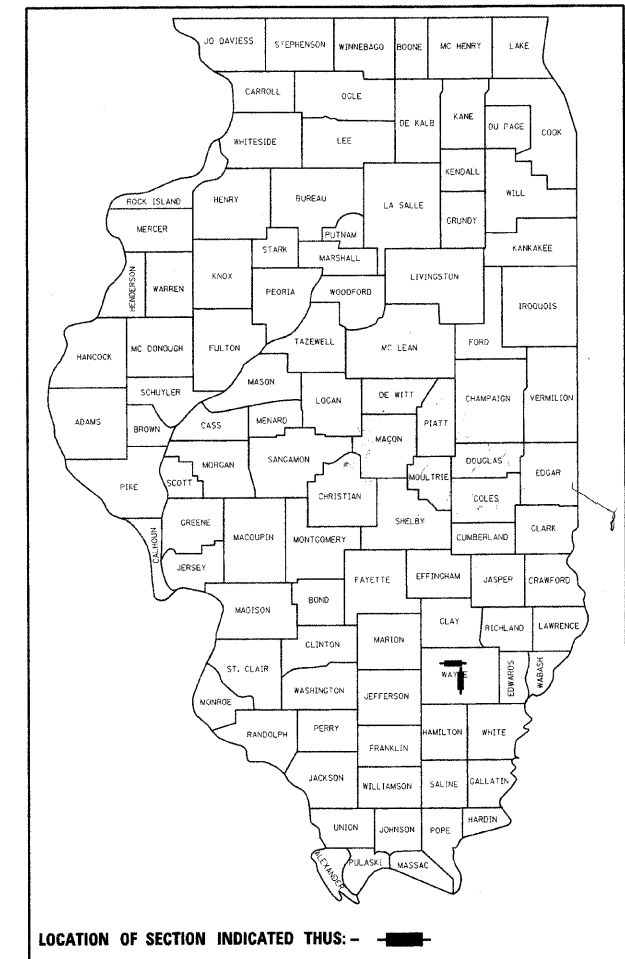 JO DAVIESS STEPHENSON WINNEBAGO BOONE MC HENRY LAKE
CARROLL OGLE DE KALB KANE DU PAGE COOK
WHITESIDE LEE
KENDALL WILL
ROCK ISLAND HENRY BUREAU LA SALLE GRUNDY
MERCER PUTNAM
STARK MARSHALL KANKAKEE
HENDERSON WARREN KNOX PEORIA WOODFORD LIVINGSTON IROQUOIS
HANCOCK MC DONOUGH FULTON TAZEWELL MC LEAN FORD
SCHUYLER MASON LOGAN DE WITT CHAMPAIGN VERMILION
ADAMS BROWN CASS MENARD MACON PIATT
PIKE SCOTT MORGAN SANGAMON CHRISTIAN MOULTRIE DOUGLAS EDGAR
COLES
CALHOUN GREENE MACOUPIN MONTGOMERY SHELBY CUMBERLAND CLARK
JERSEY FAYETTE EFFINGHAM JASPER CRAWFORD
MADISON BOND
CLAY RICHLAND LAWRENCE
CLINTON MARION
ST. CLAIR WAYNE EDWARDS WABASH
MONROE WASHINGTON JEFFERSON
RANDOLPH PERRY HAMILTON WHITE
FRANKLIN
JACKSON WILLIAMSON SALINE GALLATIN
UNION JOHNSON POPE HARDIN
ALEXANDER PULASKI MASSAC
LOCATION OF SECTION INDICATED THUS: -